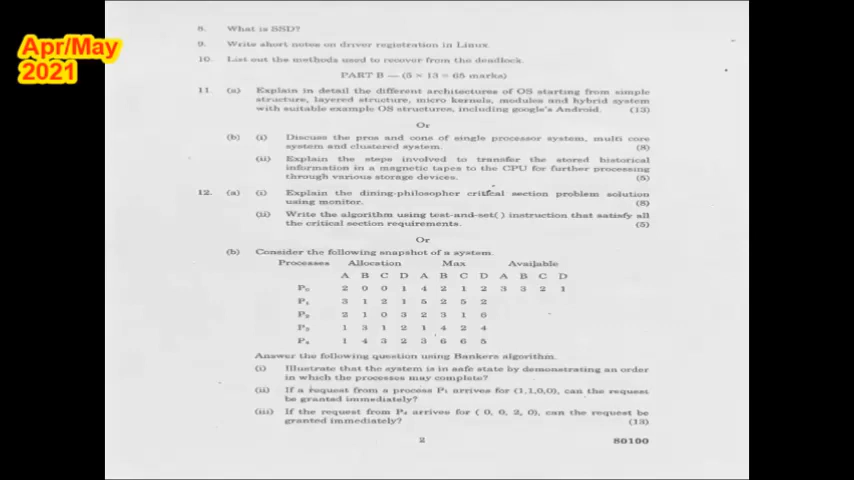 Apr/May
2021
8. What is SSD?
9. Write short notes on driver registration in Linux.
10. List out the methods used to recover from the deadlock.
PART B — (5 × 13 = 65 marks)
11 (a) Explain in detail the different architectures of OS starting from simple
structure, layered structure, micro kernels, modules and hybrid system
with suitable example OS structures, including google's Android. (13)
Or
(b) (i) Discuss the pros and cons of single processor system, multi core
system and clustered system. (8)
(ii) Explain the steps involved to transfer the stored historical
information in a magnetic tapes to the CPU for further processing
through various storage devices. (5)
12. (a) (i) Explain the dining-philosopher critical section problem solution
using monitor. (8)
(ii) Write the algorithm using test-and-set( ) instruction that satisfy all
the critical section requirements. (5)
Or
(b) Consider the following snapshot of a system.
Processes Allocation Max Available
A B C D A B C D A B C D
P0 2 0 0 1 4 2 1 2 3 3 2 1
P1 3 1 2 1 5 2 5 2
P2 2 1 0 3 2 3 1 6
P3 1 3 1 2 1 4 2 4
P4 1 4 3 2 3 6 6 5
Answer the following question using Bankers algorithm.
(i) Illustrate that the system is in safe state by demonstrating an order
in which the processes may complete?
(ii) If a request from a process P1 arrives for (1,1,0,0), can the request
be granted immediately?
(iii) If the request from P4 arrives for ( 0, 0, 2, 0), can the request be
granted immediately? (13)
2 80100